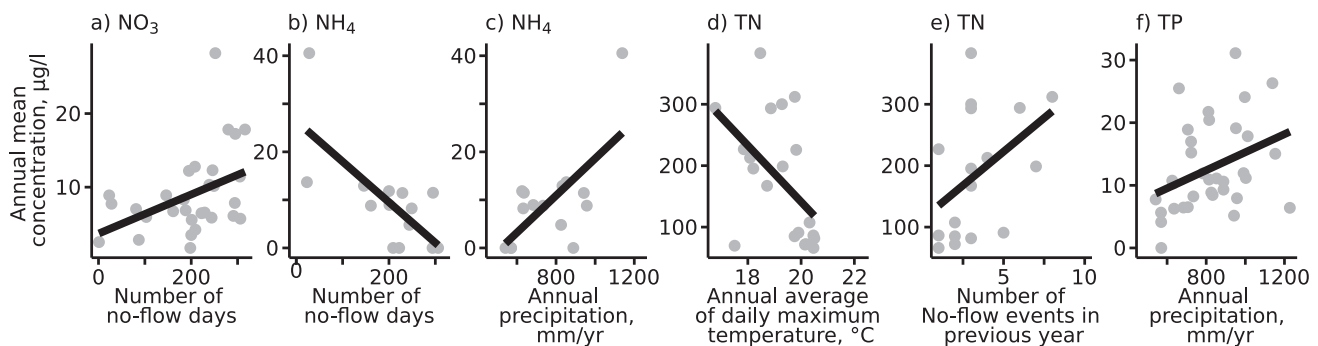 a) NO3
b) NH4
c) NH4
d) TN
e) TN
f) TP
Annual mean
concentration, µg/l
20
10
0
200
Number of
no-flow days
40
20
0
0
200
Number of
no-flow days
40
20
0
800
1200
Annual
precipitation,
mm/yr
300
200
100
18
20
22
Annual average
of daily maximum
temperature, °C
300
200
100
5
10
Number of
No-flow events in
previous year
30
20
10
0
800
1200
Annual
precipitation,
mm/yr